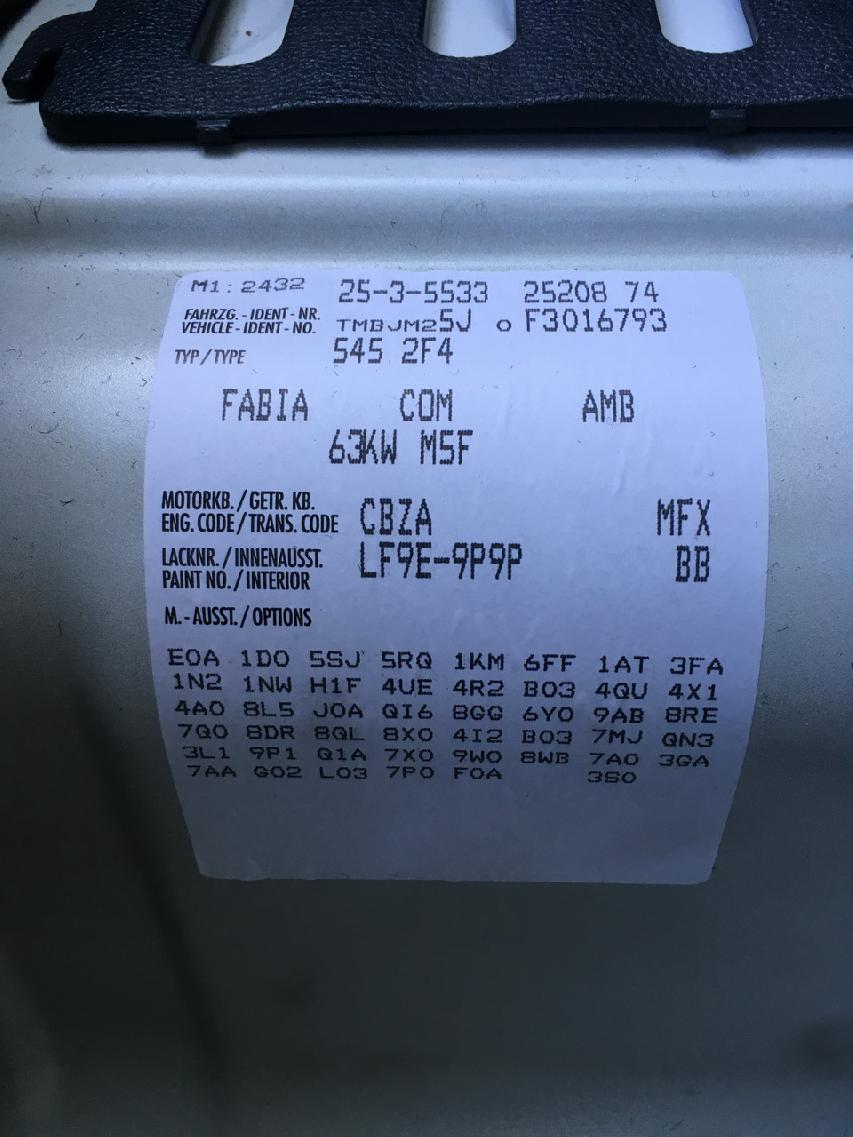 M1: 2432 25-3-5533 25208 74
FAHRZG. - IDENT - NR.
VEHICLE - IDENT - NO. TMBJM25J 0 F3016793
TYP / TYPE 545 2F4
FABIA COM AMB
63KW M5F
MOTORKB. / GETR. KB.
ENG. CODE / TRANS. CODE CBZA MFX
LACKNR. / INNENAUSST. LF9E-9P9P BB
PAINT NO. / INTERIOR
M. - AUSST. / OPTIONS
E0A 1D0 5SJ 5RQ 1KM 6FF 1AT 3FA
1N2 1NW H1F 4UE 4R2 B03 4QU 4X1
4A0 8L5 J0A QI6 8GG 6Y0 9AB 8RE
7Q0 8DR 8QL 8X0 4I2 B03 7MJ QN3
3L1 9P1 Q1A 7X0 9W0 8WB 7A0 3GA
7AA G02 L03 7P0 F0A 3S0